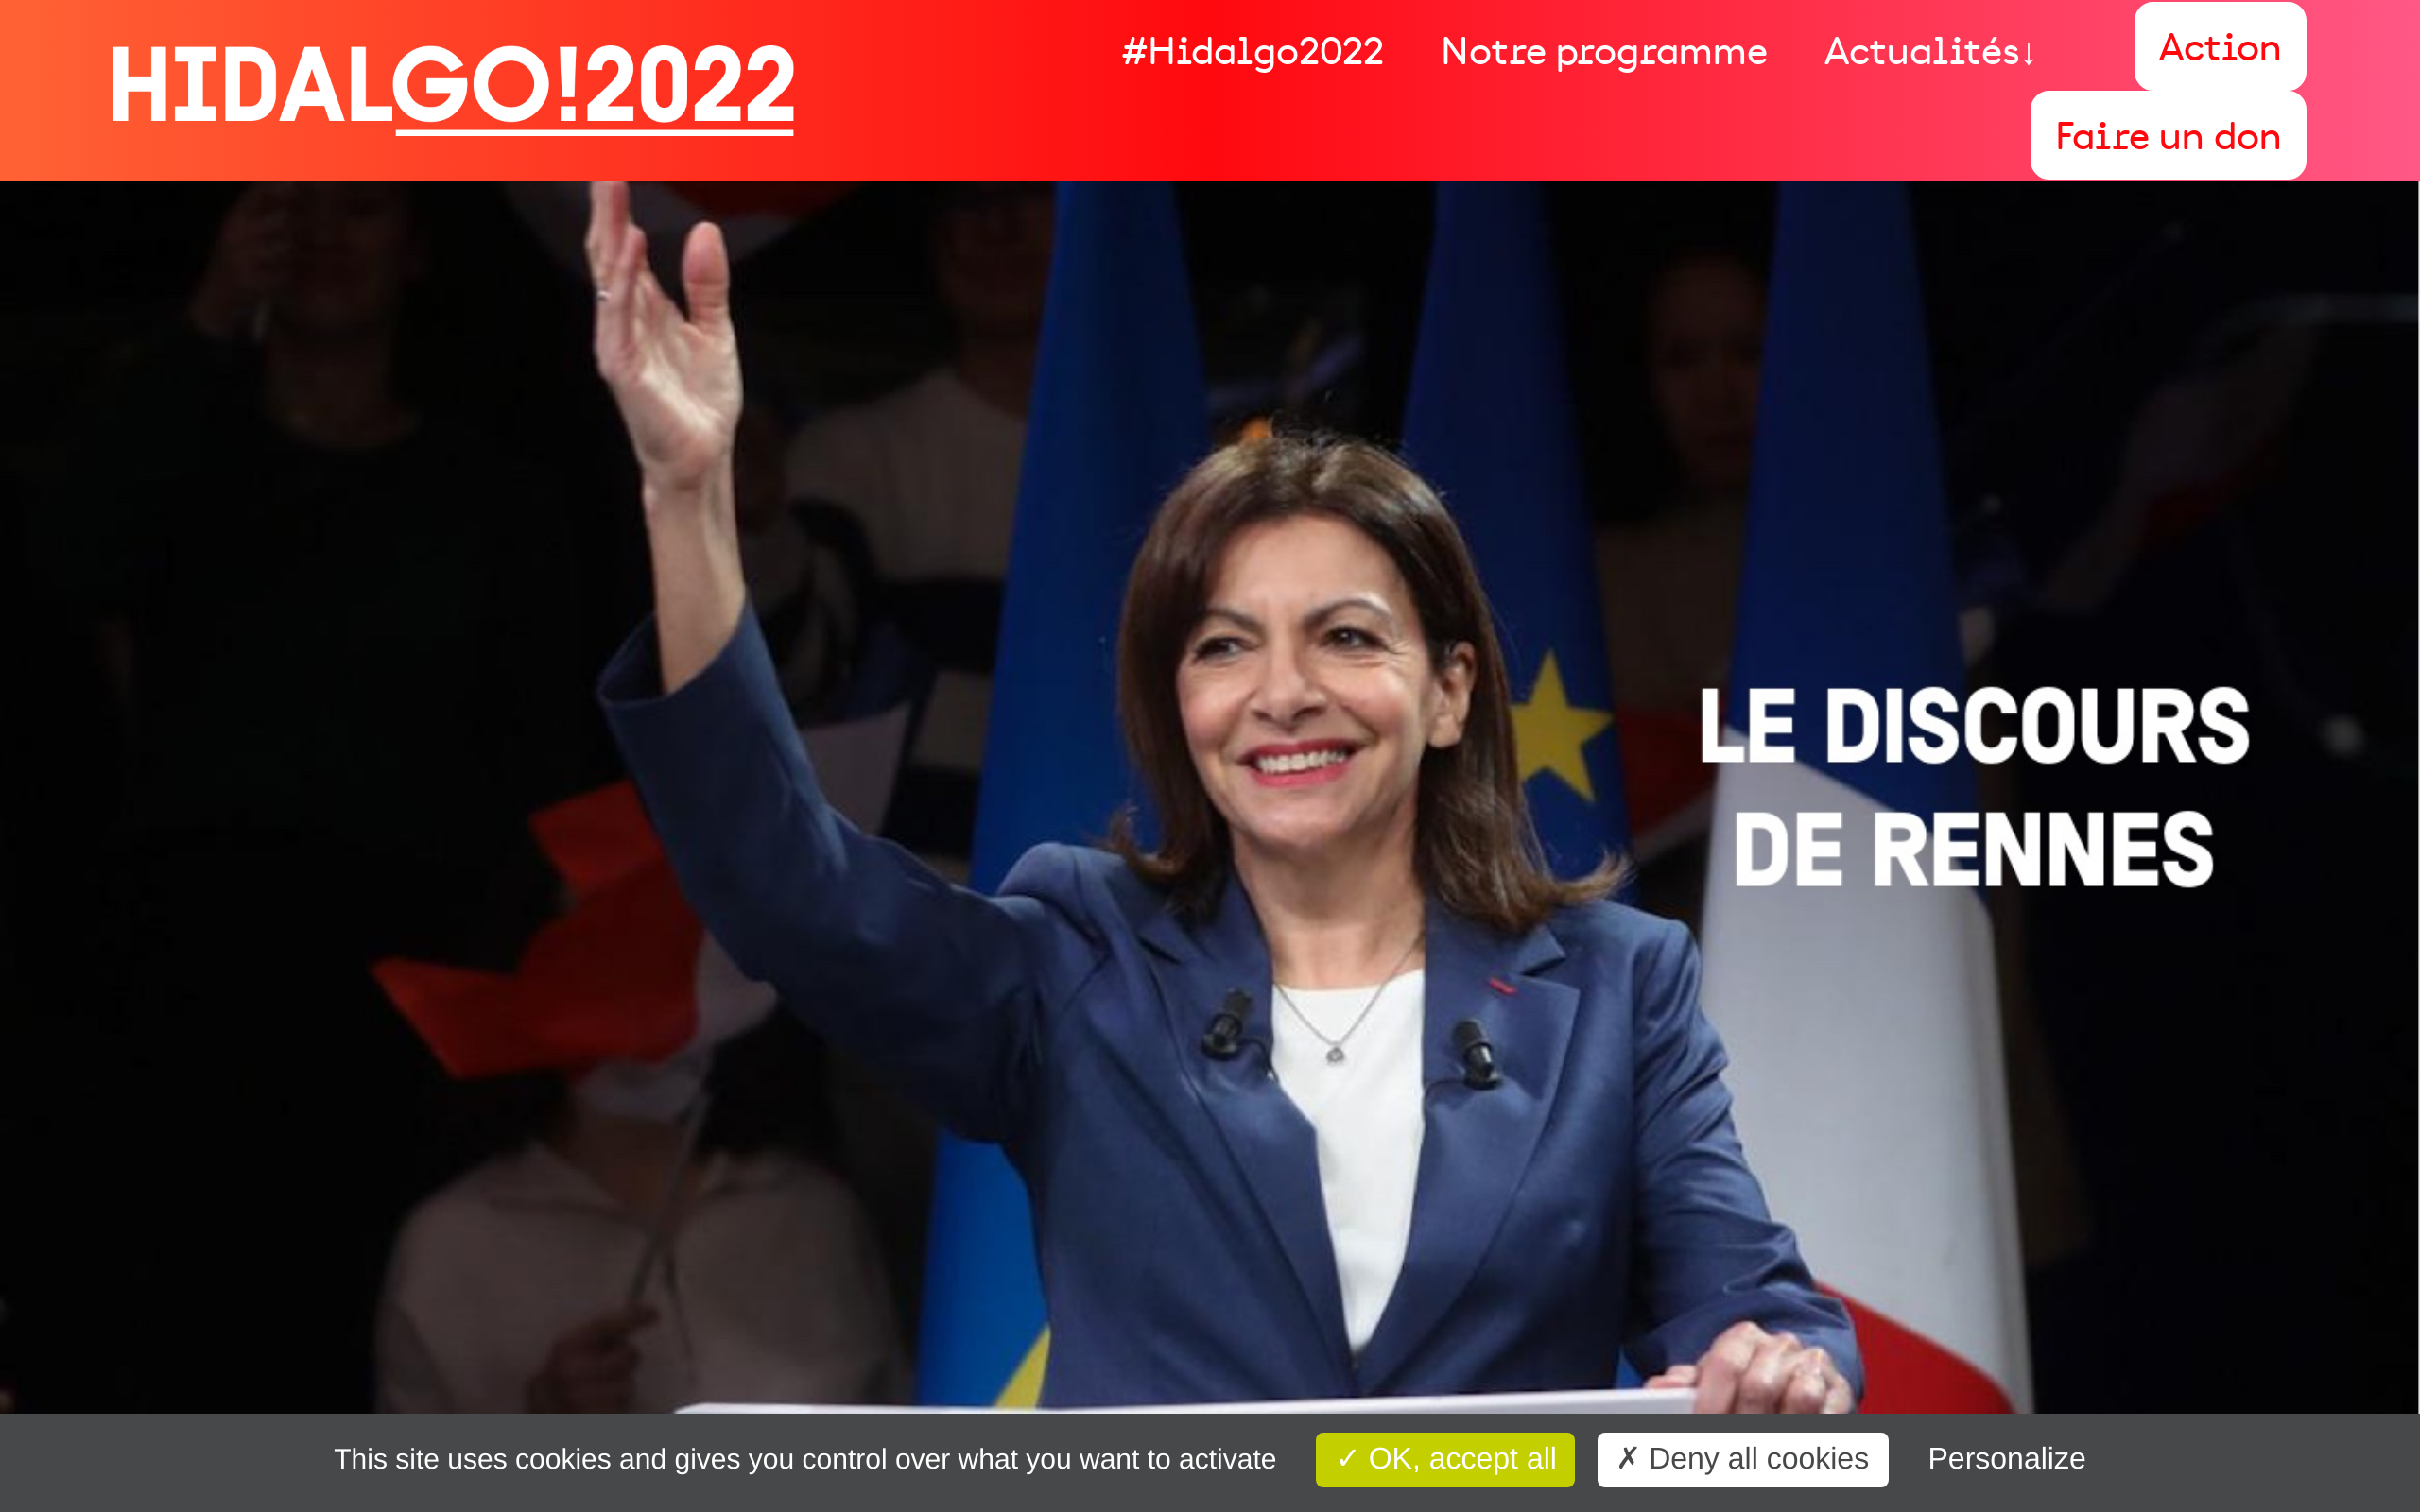 HIDALGO!2022
#Hidalgo2022
Notre programme
Actualités↓
Action
Faire un don
LE DISCOURS
DE RENNES
This site uses cookies and gives you control over what you want to activate
✓ OK, accept all
✗ Deny all cookies
Personalize